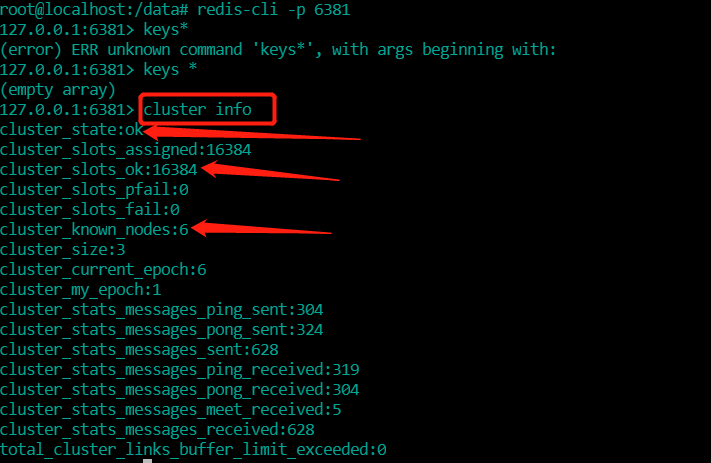 root@localhost:/data# redis-cli -p 6381
127.0.0.1:6381> keys*
(error) ERR unknown command 'keys*', with args beginning with:
127.0.0.1:6381> keys *
(empty array)
127.0.0.1:6381> cluster info
cluster_state:ok
cluster_slots_assigned:16384
cluster_slots_ok:16384
cluster_slots_pfail:0
cluster_slots_fail:0
cluster_known_nodes:6
cluster_size:3
cluster_current_epoch:6
cluster_my_epoch:1
cluster_stats_messages_ping_sent:304
cluster_stats_messages_pong_sent:324
cluster_stats_messages_sent:628
cluster_stats_messages_ping_received:319
cluster_stats_messages_pong_received:304
cluster_stats_messages_meet_received:5
cluster_stats_messages_received:628
total_cluster_links_buffer_limit_exceeded:0